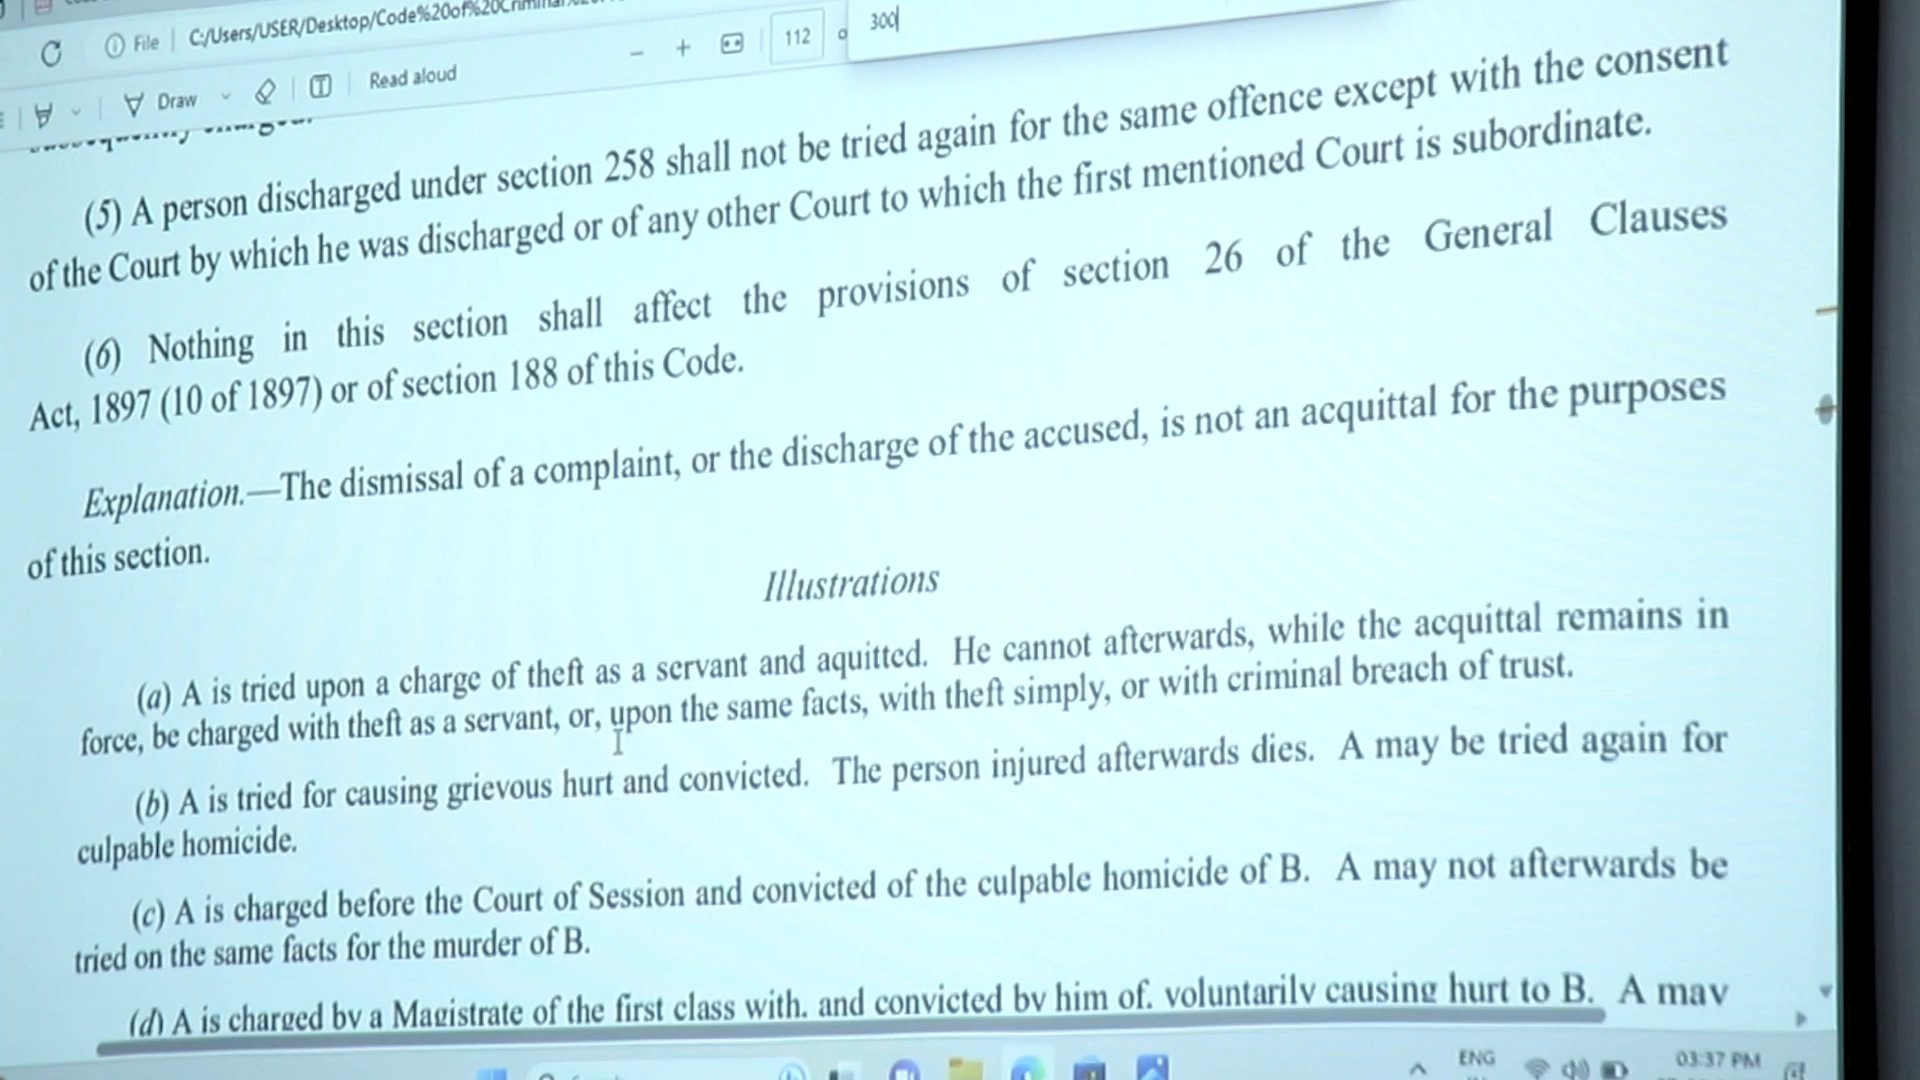 File | C:/Users/USER/Desktop/Code%20of%20Criminal%20
300
112
Draw
Read aloud
(5) A person discharged under section 258 shall not be tried again for the same offence except with the consent
of the Court by which he was discharged or of any other Court to which the first mentioned Court is subordinate.
(6) Nothing in this section shall affect the provisions of section 26 of the General Clauses
Act, 1897 (10 of 1897) or of section 188 of this Code.
Explanation.—The dismissal of a complaint, or the discharge of the accused, is not an acquittal for the purposes
of this section.
Illustrations
(a) A is tried upon a charge of theft as a servant and aquitted. He cannot afterwards, while the acquittal remains in
force, be charged with theft as a servant, or, upon the same facts, with theft simply, or with criminal breach of trust.
(b) A is tried for causing grievous hurt and convicted. The person injured afterwards dies. A may be tried again for
culpable homicide.
(c) A is charged before the Court of Session and convicted of the culpable homicide of B. A may not afterwards be
tried on the same facts for the murder of B.
(d) A is charged by a Magistrate of the first class with, and convicted by him of, voluntarily causing hurt to B. A may
ENG
03:37 PM